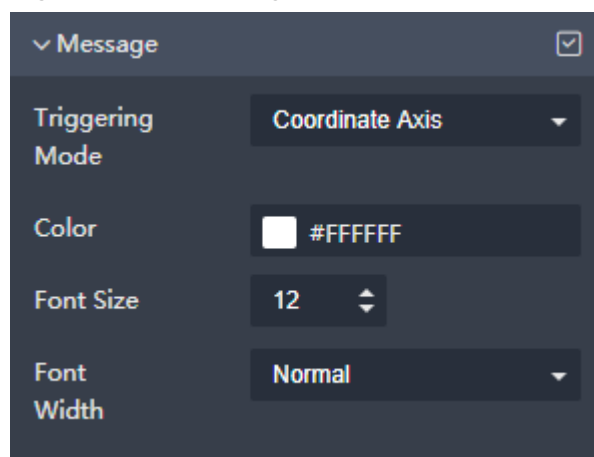 Message
Triggering Mode
Coordinate Axis
Color
#FFFFFF
Font Size
12
Font Width
Normal